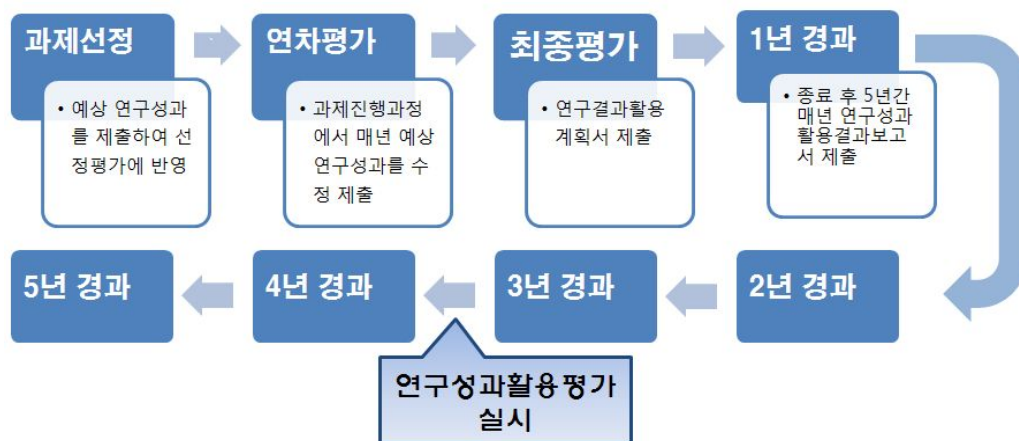 과제선정
• 예상 연구성과
를 제출하여 선
정평가에 반영
연차평가
• 과제진행과정
에서 매년 예상
연구성과를 수
정 제출
최종평가
• 연구결과활용
계획서 제출
1년 경과
• 종료 후 5년간
매년 연구성과
활용결과보고
서 제출
2년 경과
3년 경과
4년 경과
5년 경과
연구성과활용평가
실시